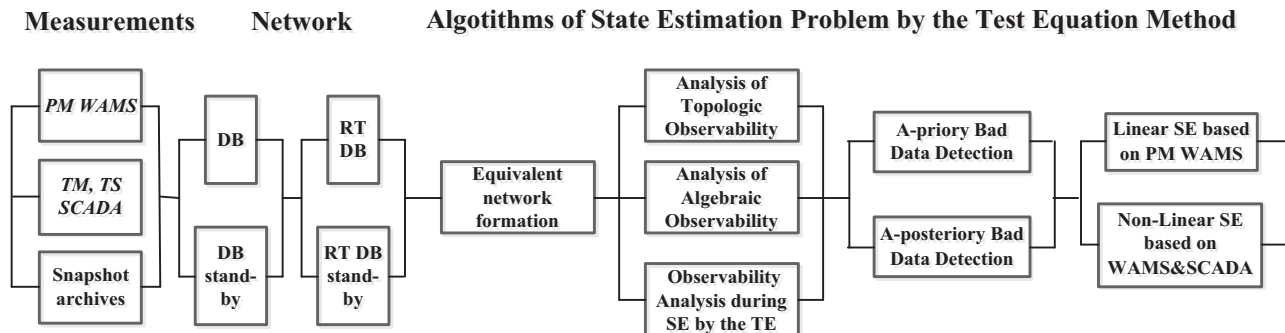 Measurements
Network
Algotithms of State Estimation Problem by the Test Equation Method
PM WAMS
TM, TS
SCADA
Snapshot
archives
DB
DB
stand-
by
RT
DB
RT DB
stand-
by
Equivalent
network
formation
Analysis of
Topologic
Observability
Analysis of
Algebraic
Observability
Observability
Analysis during
SE by the TE
A-priory Bad
Data Detection
A-posteriory Bad
Data Detection
Linear SE based
on PM WAMS
Non-Linear SE
based on
WAMS&SCADA